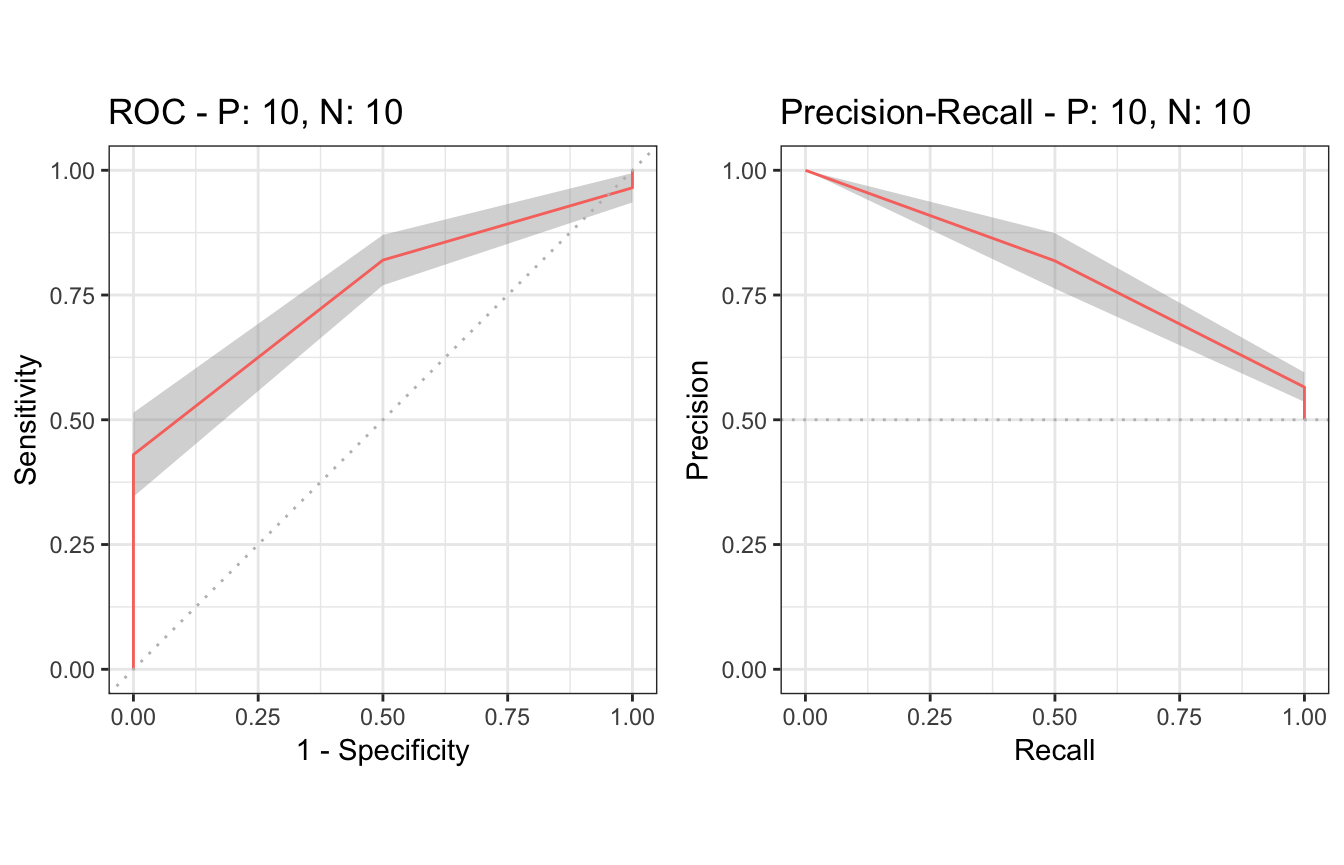 ROC - P: 10, N: 10
1.00
0.75
0.50
0.25
0.00
Sensitivity
0.00 0.25 0.50 0.75 1.00
1 - Specificity
Precision-Recall - P: 10, N: 10
1.00
0.75
0.50
0.25
0.00
Precision
0.00 0.25 0.50 0.75 1.00
Recall